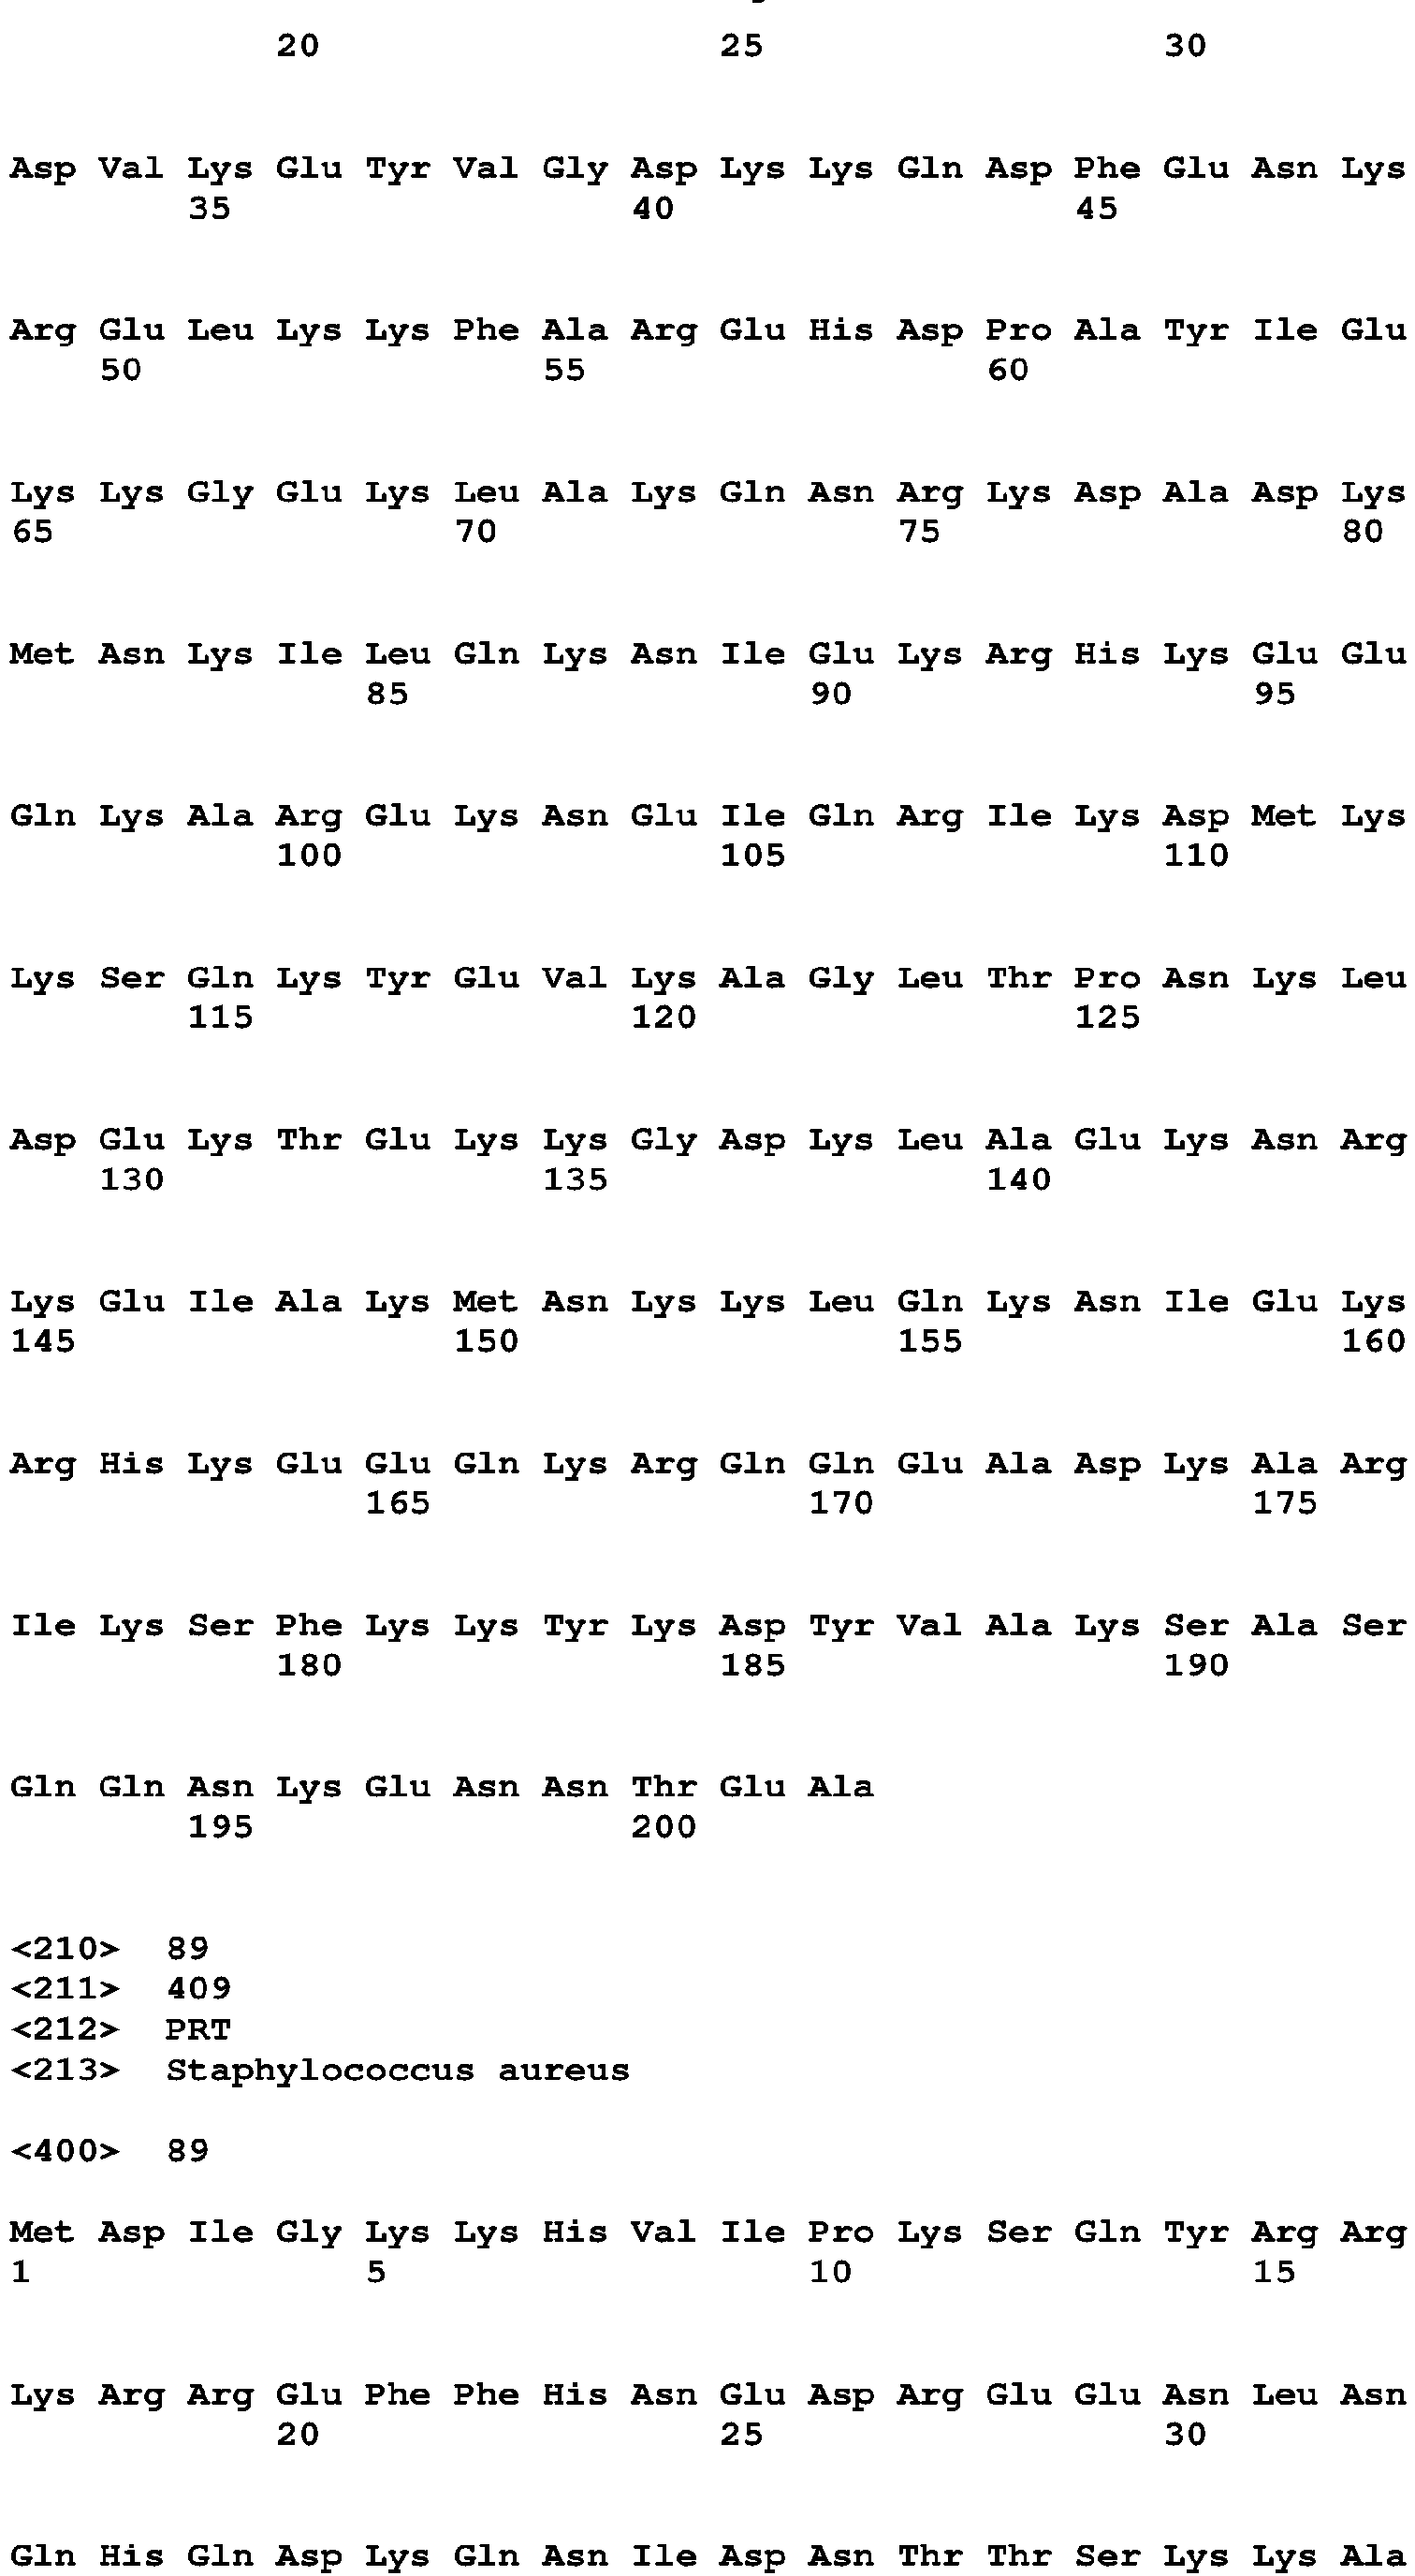 20 25 30
Asp Val Lys Glu Tyr Val Gly Asp Lys Lys Gln Asp Phe Glu Asn Lys
35 40 45
Arg Glu Leu Lys Lys Phe Ala Arg Glu His Asp Pro Ala Tyr Ile Glu
50 55 60
Lys Lys Gly Glu Lys Leu Ala Lys Gln Asn Arg Lys Asp Ala Asp Lys
65 70 75 80
Met Asn Lys Ile Leu Gln Lys Asn Ile Glu Lys Arg His Lys Glu Glu
85 90 95
Gln Lys Ala Arg Glu Lys Asn Glu Ile Gln Arg Ile Lys Asp Met Lys
100 105 110
Lys Ser Gln Lys Tyr Glu Val Lys Ala Gly Leu Thr Pro Asn Lys Leu
115 120 125
Asp Glu Lys Thr Glu Lys Lys Gly Asp Lys Leu Ala Glu Lys Asn Arg
130 135 140
Lys Glu Ile Ala Lys Met Asn Lys Lys Leu Gln Lys Asn Ile Glu Lys
145 150 155 160
Arg His Lys Glu Glu Gln Lys Arg Gln Gln Glu Ala Asp Lys Ala Arg
165 170 175
Ile Lys Ser Phe Lys Lys Tyr Lys Asp Tyr Val Ala Lys Ser Ala Ser
180 185 190
Gln Gln Asn Lys Glu Asn Asn Thr Glu Ala
195 200
<210> 89
<211> 409
<212> PRT
<213> Staphylococcus aureus
<400> 89
Met Asp Ile Gly Lys Lys His Val Ile Pro Lys Ser Gln Tyr Arg Arg
1 5 10 15
Lys Arg Arg Glu Phe Phe His Asn Glu Asp Arg Glu Glu Asn Leu Asn
20 25 30
Gln His Gln Asp Lys Gln Asn Ile Asp Asn Thr Thr Ser Lys Lys Ala